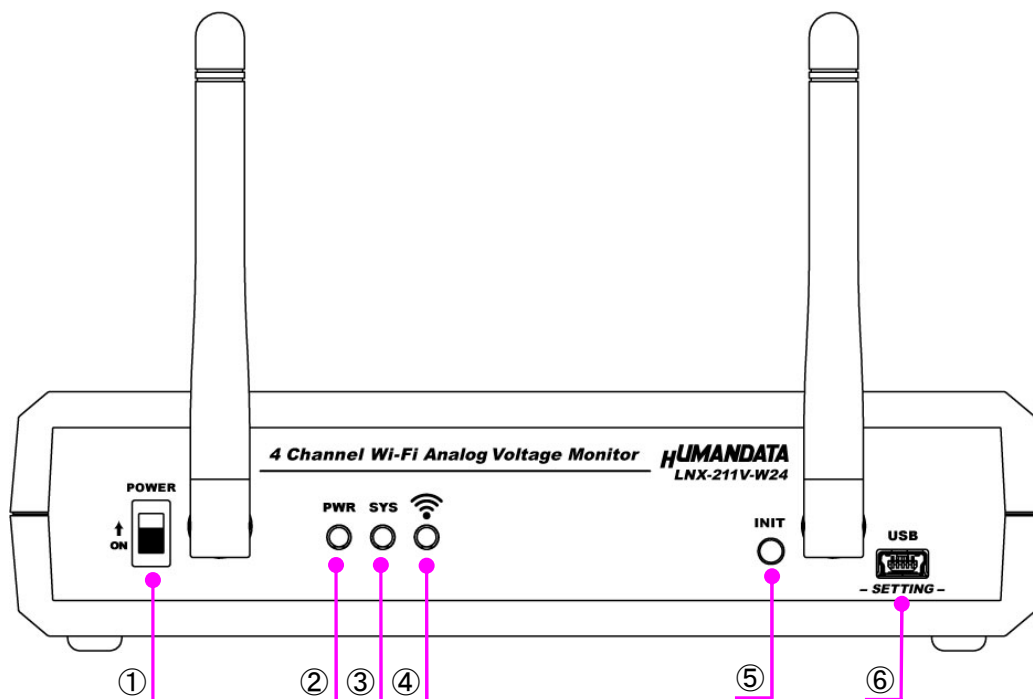 4 Channel Wi-Fi Analog Voltage Monitor
HUMANDATA
LNX-211V-W24
POWER
ON
PWR
SYS
INIT
USB
– SETTING –
①
②
③
④
⑤
⑥